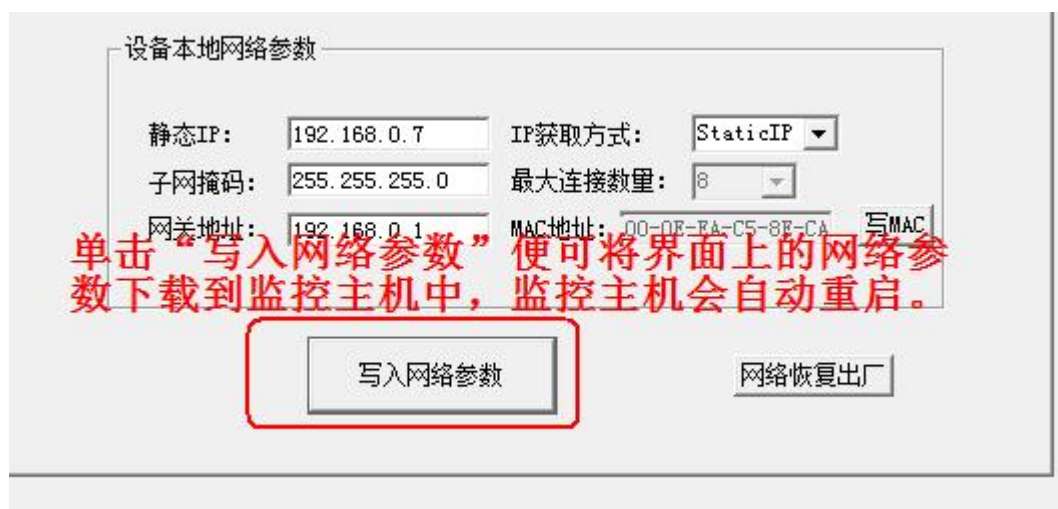 设备本地网络参数
静态IP： 192.168.0.7 IP获取方式： StaticIP
子网掩码： 255.255.255.0 最大连接数量： 8
网关地址： 192.168.0.1 MAC地址： 00-0E-EA-C5-8E-CA 写MAC
单击“写入网络参数”便可将界面上的网络参
数下载到监控主机中，监控主机会自动重启。
写入网络参数 网络恢复出厂